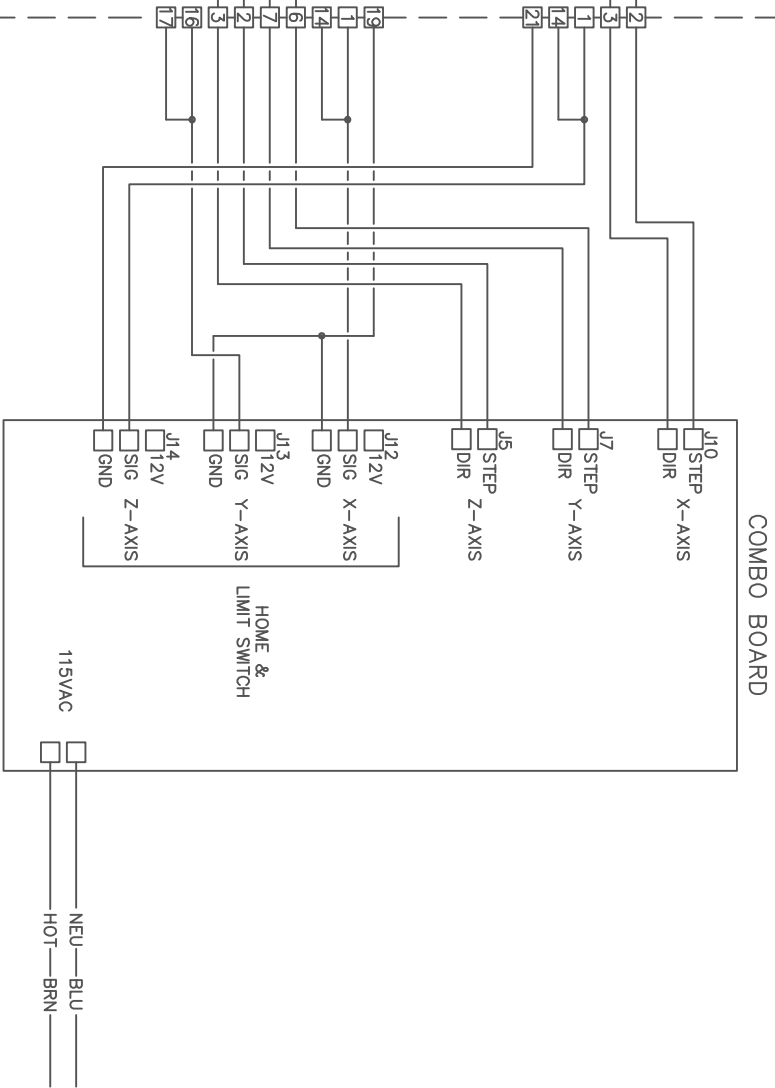 17
16
3
2
7
6
14
1
19
21
14
1
3
2
COMBO BOARD
J10
STEP
DIR
X-AXIS
J7
STEP
DIR
Y-AXIS
J5
STEP
DIR
Z-AXIS
J12
12V
SIG
GND
X-AXIS
J13
12V
SIG
GND
Y-AXIS
J14
12V
SIG
GND
Z-AXIS
HOME &
LIMIT SWITCH
115VAC
NEU
BLU
HOT
BRN